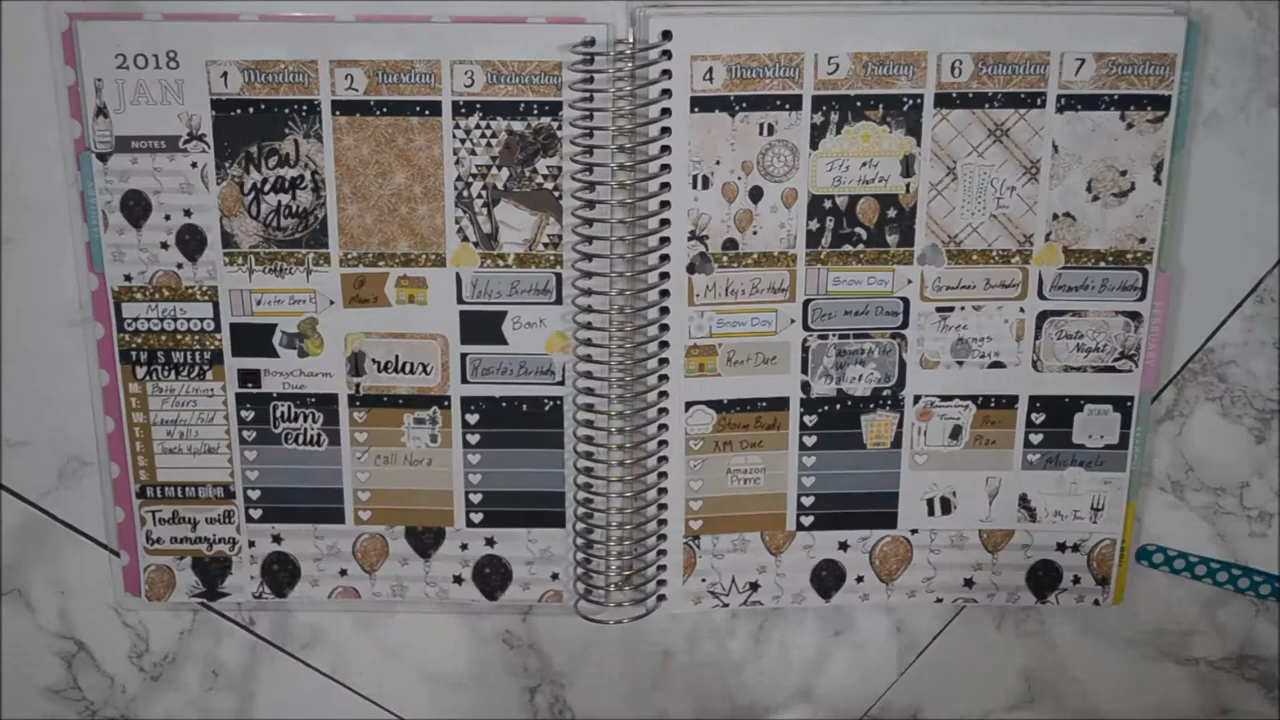 2018
JAN
NOTES
Meds
M T W T F S S
THIS WEEK
CHORES
M: Bath/Living
T: Floors
W: Laundry/Fold
T: Walls
F: Touch Up/Dust
S:
S:
REMEMBER
Today will
be amazing
1 Monday
New
year's
day
coffee
Winter Break
BoxyCharm
Due
film
edu
2 Tuesday
@
Mom's
relax
Call Nora
3 Wednesday
Yoly's Birthday
Bank
Rosita's Birthday
4 Thursday
Mikey's Birthday
Snow Day
Rent Due
Storm Brady
XM Due
Amazon
Prime
5 Friday
It's My
Birthday
Snow Day
Dezi made Dinner
Casino Nite
with
Dalia & Girls
6 Saturday
Slap
Grandma's Birthday
Three
Kings
Day
Planning
Time
Pre-
Plan
7 Sunday
Amanda's Birthday
Date
Night
Michaels